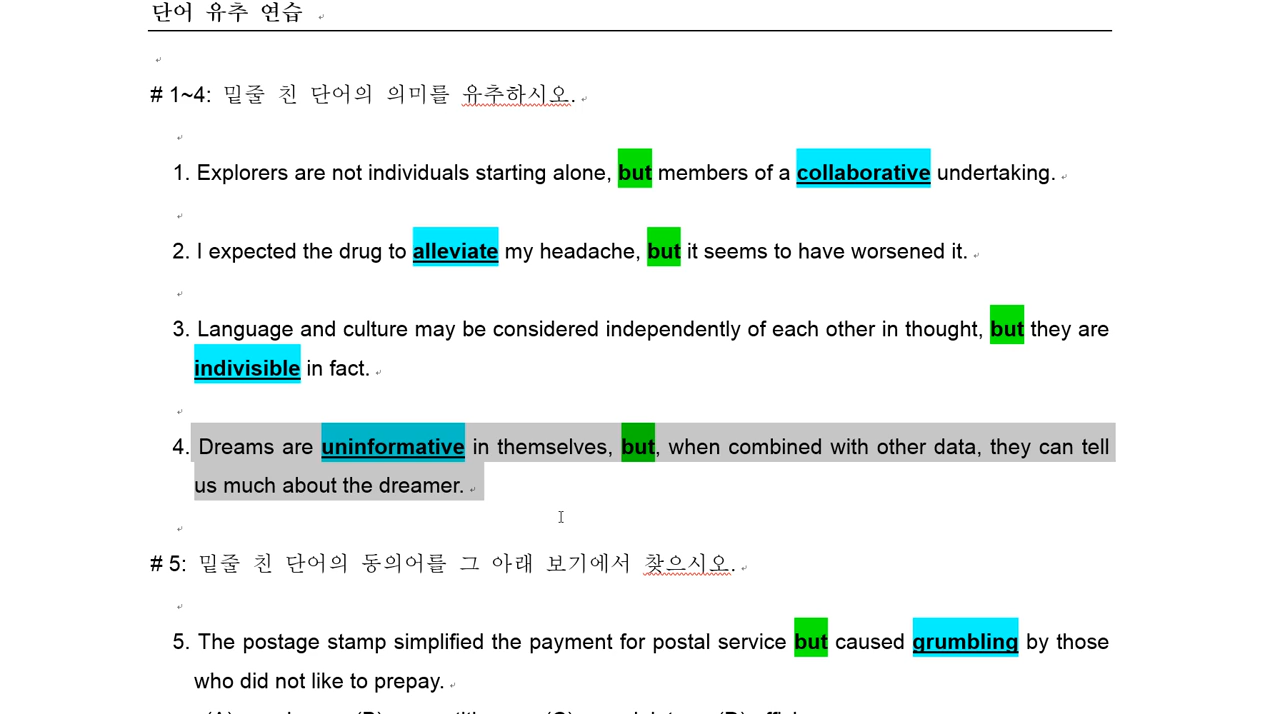 단어 유추 연습
# 1~4: 밑줄 친 단어의 의미를 유추하시오.
1. Explorers are not individuals starting alone, but members of a collaborative undertaking.
2. I expected the drug to alleviate my headache, but it seems to have worsened it.
3. Language and culture may be considered independently of each other in thought, but they are
indivisible in fact.
4. Dreams are uninformative in themselves, but, when combined with other data, they can tell
us much about the dreamer.
# 5: 밑줄 친 단어의 동의어를 그 아래 보기에서 찾으시오.
5. The postage stamp simplified the payment for postal service but caused grumbling by those
who did not like to prepay.